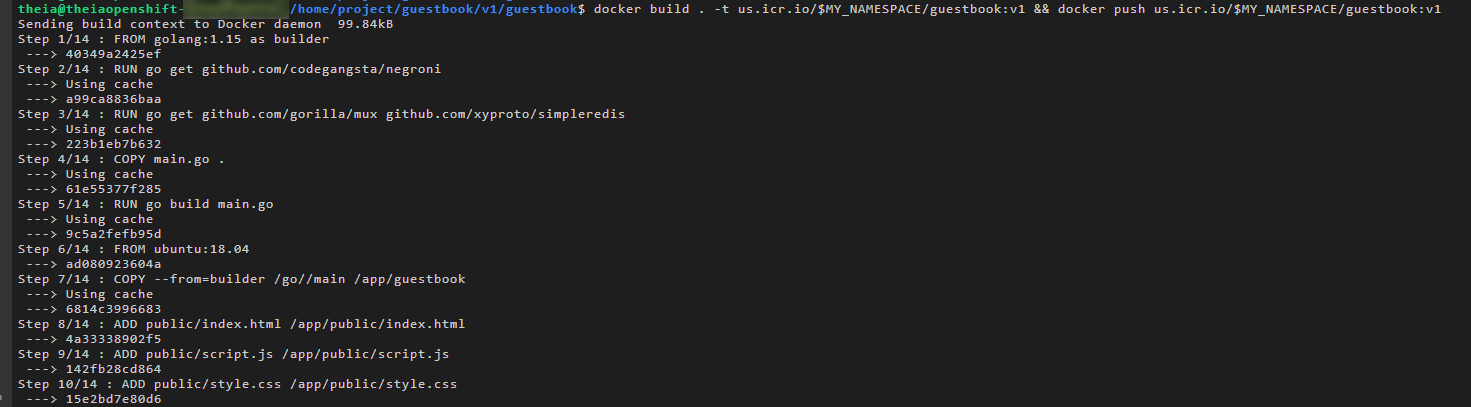 theia@theiaopenshift- /home/project/guestbook/v1/guestbook$ docker build . -t us.icr.io/$MY_NAMESPACE/guestbook:v1 && docker push us.icr.io/$MY_NAMESPACE/guestbook:v1
Sending build context to Docker daemon  99.84kB
Step 1/14 : FROM golang:1.15 as builder
 ---> 40349a2425ef
Step 2/14 : RUN go get github.com/codegangsta/negroni
 ---> Using cache
 ---> a99ca8836baa
Step 3/14 : RUN go get github.com/gorilla/mux github.com/xyproto/simpleredis
 ---> Using cache
 ---> 223b1eb7b632
Step 4/14 : COPY main.go .
 ---> Using cache
 ---> 61e55377f285
Step 5/14 : RUN go build main.go
 ---> Using cache
 ---> 9c5a2fefb95d
Step 6/14 : FROM ubuntu:18.04
 ---> ad080923604a
Step 7/14 : COPY --from=builder /go//main /app/guestbook
 ---> Using cache
 ---> 6814c3996683
Step 8/14 : ADD public/index.html /app/public/index.html
 ---> 4a33338902f5
Step 9/14 : ADD public/script.js /app/public/script.js
 ---> 142fb28cd864
Step 10/14 : ADD public/style.css /app/public/style.css
 ---> 15e2bd7e80d6